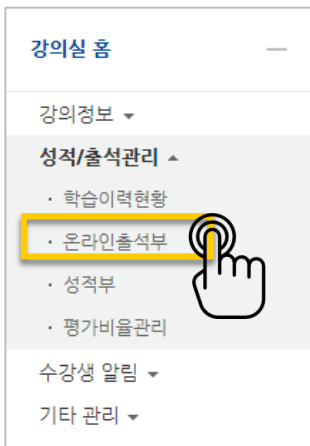 강의실 홈
강의정보
성적/출석관리
· 학습이력현황
· 온라인출석부
· 성적부
· 평가비율관리
수강생 알림
기타 관리